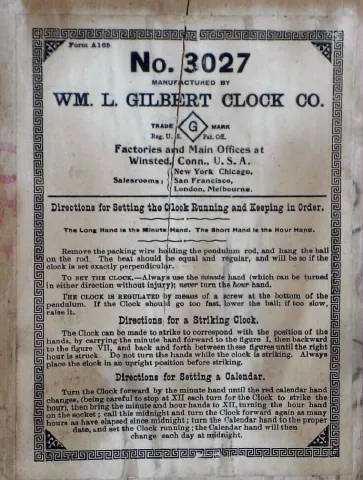 Form A165
No. 3027
MANUFACTURED BY
WM. L. GILBERT CLOCK CO.
TRADE G MARK
Reg. U. S. Pat. Off.
Factories and Main Offices at
Winsted, Conn., U. S. A.
Salesrooms; New York Chicago,
San Francisco,
London, Melbourne.
Directions for Setting the Clock Running and Keeping in Order.
The Long Hand is the Minute Hand. The Short Hand is the Hour Hand.
Remove the packing wire holding the pendulum rod, and hang the ball
on the rod. The beat should be equal and regular, and will be so if the
clock is set exactly perpendicular.
TO SET THE CLOCK.—Always use the minute hand (which can be turned
in either direction without injury); never turn the hour hand.
THE CLOCK IS REGULATED by means of a screw at the bottom of the
pendulum. If the Clock should go too fast, lower the ball; if too slow,
raise it.
Directions for a Striking Clock.
The Clock can be made to strike to correspond with the position of the
hands, by carrying the minute hand forward to the figure I, then backward
to the figure VII, and back and forth between these figures until the right
hour is struck. Do not turn the hands while the clock is striking. Always
place the clock in an upright position before striking.
Directions for Setting a Calendar.
Turn the Clock forward by the minute hand until the red calendar hand
changes, (being careful to stop at XII each turn for the Clock to strike the
hour), then bring the minute and hour hands to XII, turning the hour hand
on the socket; call this midnight and turn the Clock forward again as many
hours as have elapsed since midnight; turn the Calendar hand to the proper
date, and set the Clock running; the Calendar hand will then
change each day at midnight.